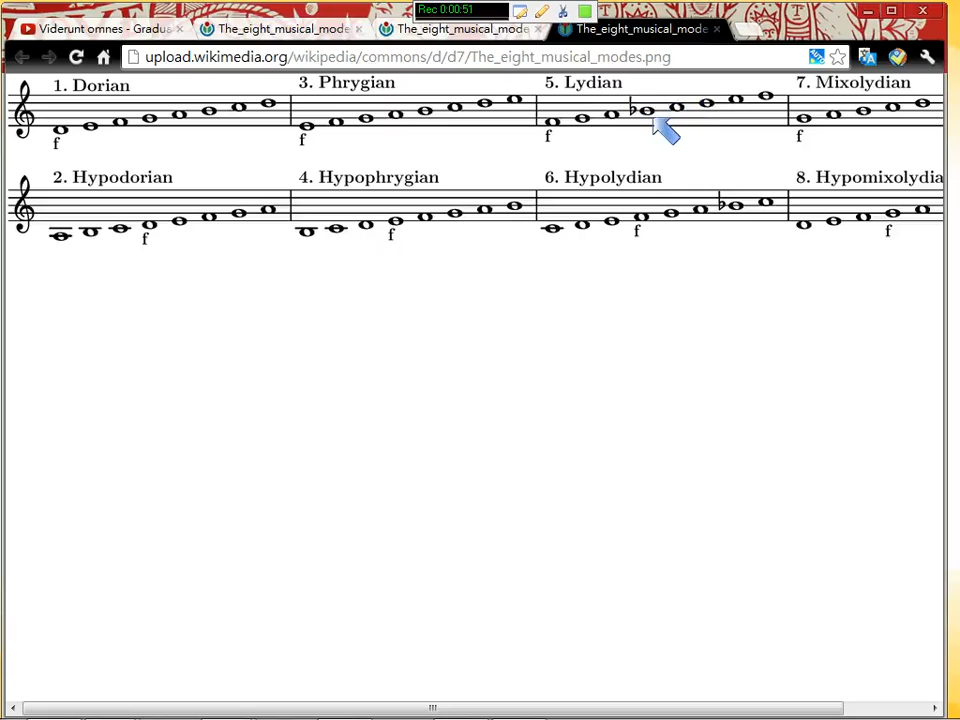 Rec 0:00:51
Viderunt omnes - Gradua
The_eight_musical_mode
The_eight_musical_mode
The_eight_musical_mode
upload.wikimedia.org/wikipedia/commons/d/d7/The_eight_musical_modes.png
1. Dorian
3. Phrygian
5. Lydian
7. Mixolydian
f
f
f
f
2. Hypodorian
4. Hypophrygian
6. Hypolydian
8. Hypomixolydia
f
f
f
f